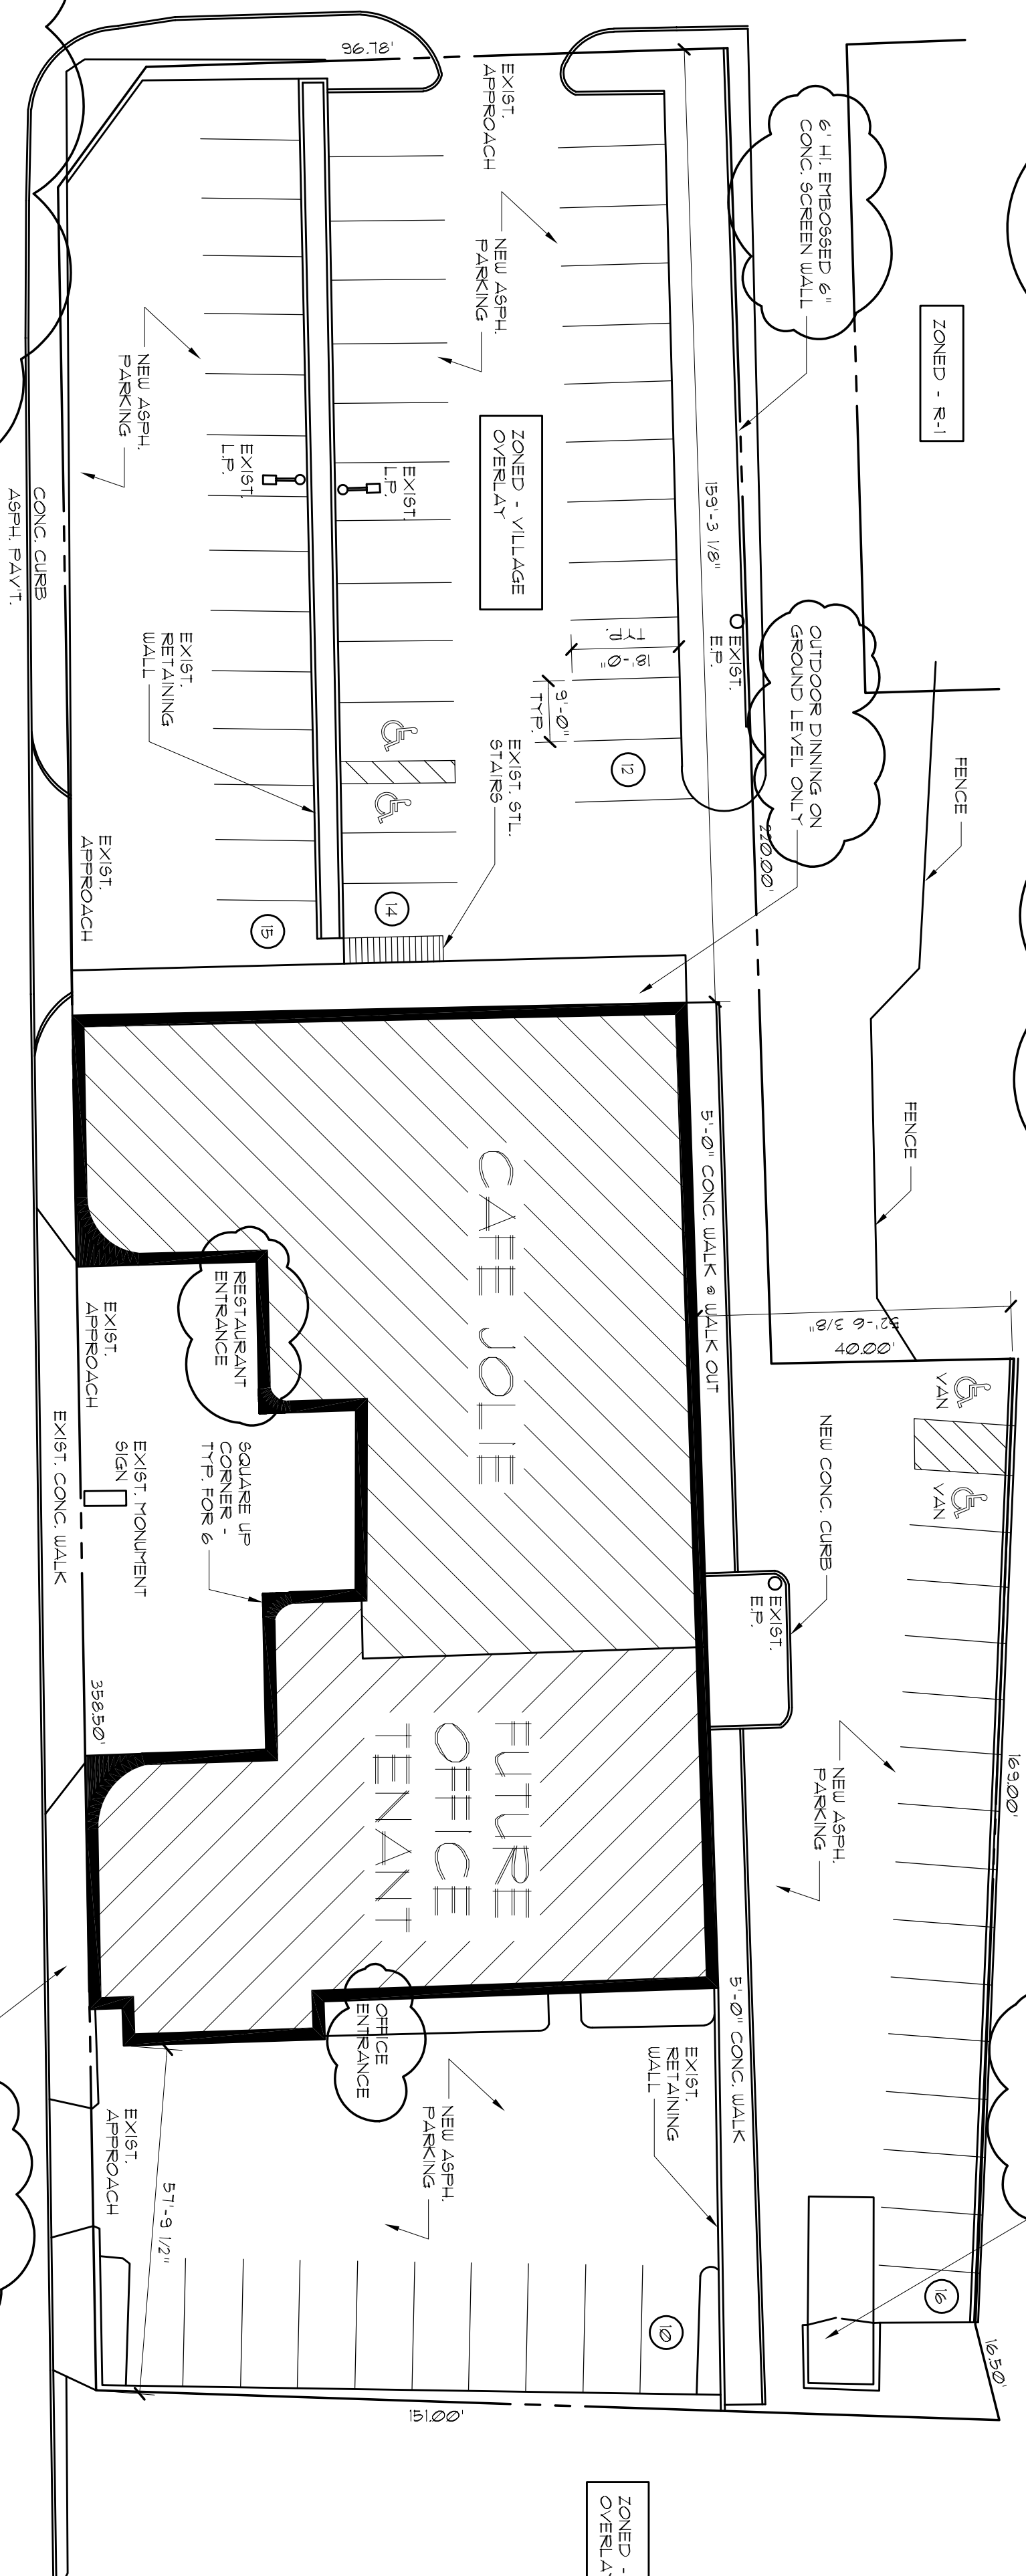 96.78'
EXIST.
APPROACH
6' HI. EMBOSSED 6"
CONC. SCREEN WALL
ZONED - R-1
NEW ASPH.
PARKING
NEW ASPH.
PARKING
ZONED - VILLAGE
OVERLAY
EXIST.
L.P.
EXIST.
L.P.
159'-3 1/8"
CONC. CURB
ASPH. PAV'T.
EXIST.
RETAINING
WALL
18'-0"
TYP.
9'-0"
TYP.
EXIST.
E.P.
OUTDOOR DINNING ON
GROUND LEVEL ONLY
EXIST. STL.
STAIRS
12
14
15
220.00'
FENCE
FENCE
EXIST.
APPROACH
5'-0" CONC. WALK @ WALK OUT
CAFE JOLIE
RESTAURANT
ENTRANCE
EXIST.
APPROACH
52'-6 3/8"
40.00'
VAN
VAN
EXIST. CONC. WALK
EXIST. MONUMENT
SIGN
SQUARE UP
CORNER -
TYP. FOR 6
NEW CONC. CURB
EXIST.
E.P.
358.50'
FUTURE
OFFICE
TENANT
NEW ASPH.
PARKING
169.00'
OFFICE
ENTRANCE
5'-0" CONC. WALK
EXIST.
RETAINING
WALL
NEW ASPH.
PARKING
EXIST.
APPROACH
57'-9 1/2"
10
16
16.50'
151.00'
ZONED -
OVERLAY